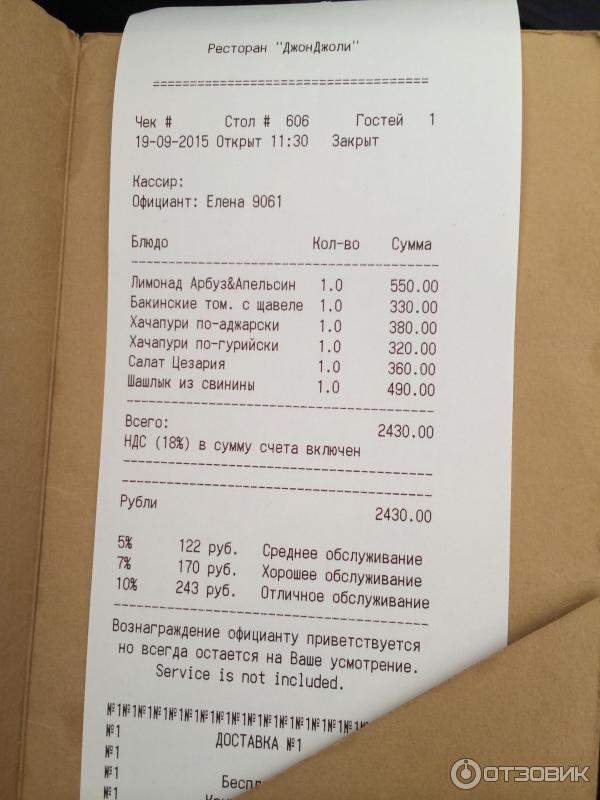 Ресторан "ДжонДжоли"
=====================================
Чек # Стол # 606 Гостей 1
19-09-2015 Открыт 11:30 Закрыт
Кассир:
Официант: Елена 9061
Блюдо Кол-во Сумма
Лимонад Арбуз&Апельсин 1.0 550.00
Бакинские том. с щавеле 1.0 330.00
Хачапури по-аджарски 1.0 380.00
Хачапури по-гурийски 1.0 320.00
Салат Цезария 1.0 360.00
Шашлык из свинины 1.0 490.00
Всего: 2430.00
НДС (18%) в сумму счета включен
Рубли 2430.00
5% 122 руб. Среднее обслуживание
7% 170 руб. Хорошее обслуживание
10% 243 руб. Отличное обслуживание
Вознаграждение официанту приветствуется
но всегда остается на Ваше усмотрение.
Service is not included.
№1№1№1№1№1№1№1№1№1№1№1№1№1№1№1№1№1
№1 ДОСТАВКА №1
№1
№1 Беспл
№1
ОТЗОВИК